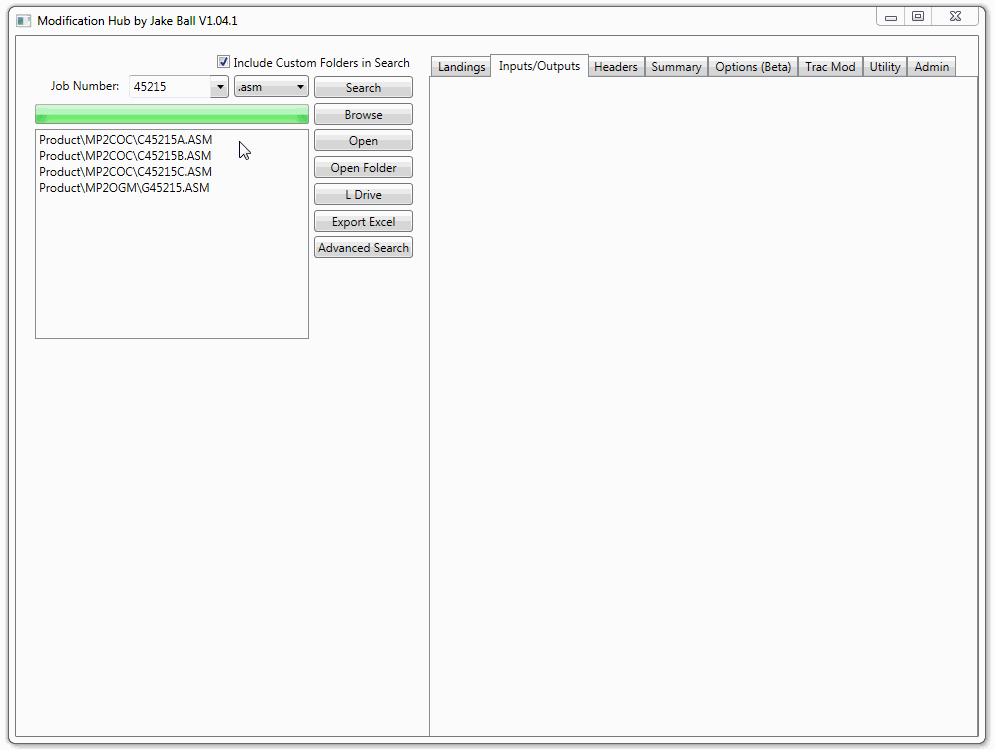 Modification Hub by Jake Ball V1.04.1
Include Custom Folders in Search
Job Number: 45215 .asm Search
Browse
Open
Open Folder
L Drive
Export Excel
Advanced Search
Product\MP2COC\C45215A.ASM
Product\MP2COC\C45215B.ASM
Product\MP2COC\C45215C.ASM
Product\MP2OGM\G45215.ASM
Landings Inputs/Outputs Headers Summary Options (Beta) Trac Mod Utility Admin